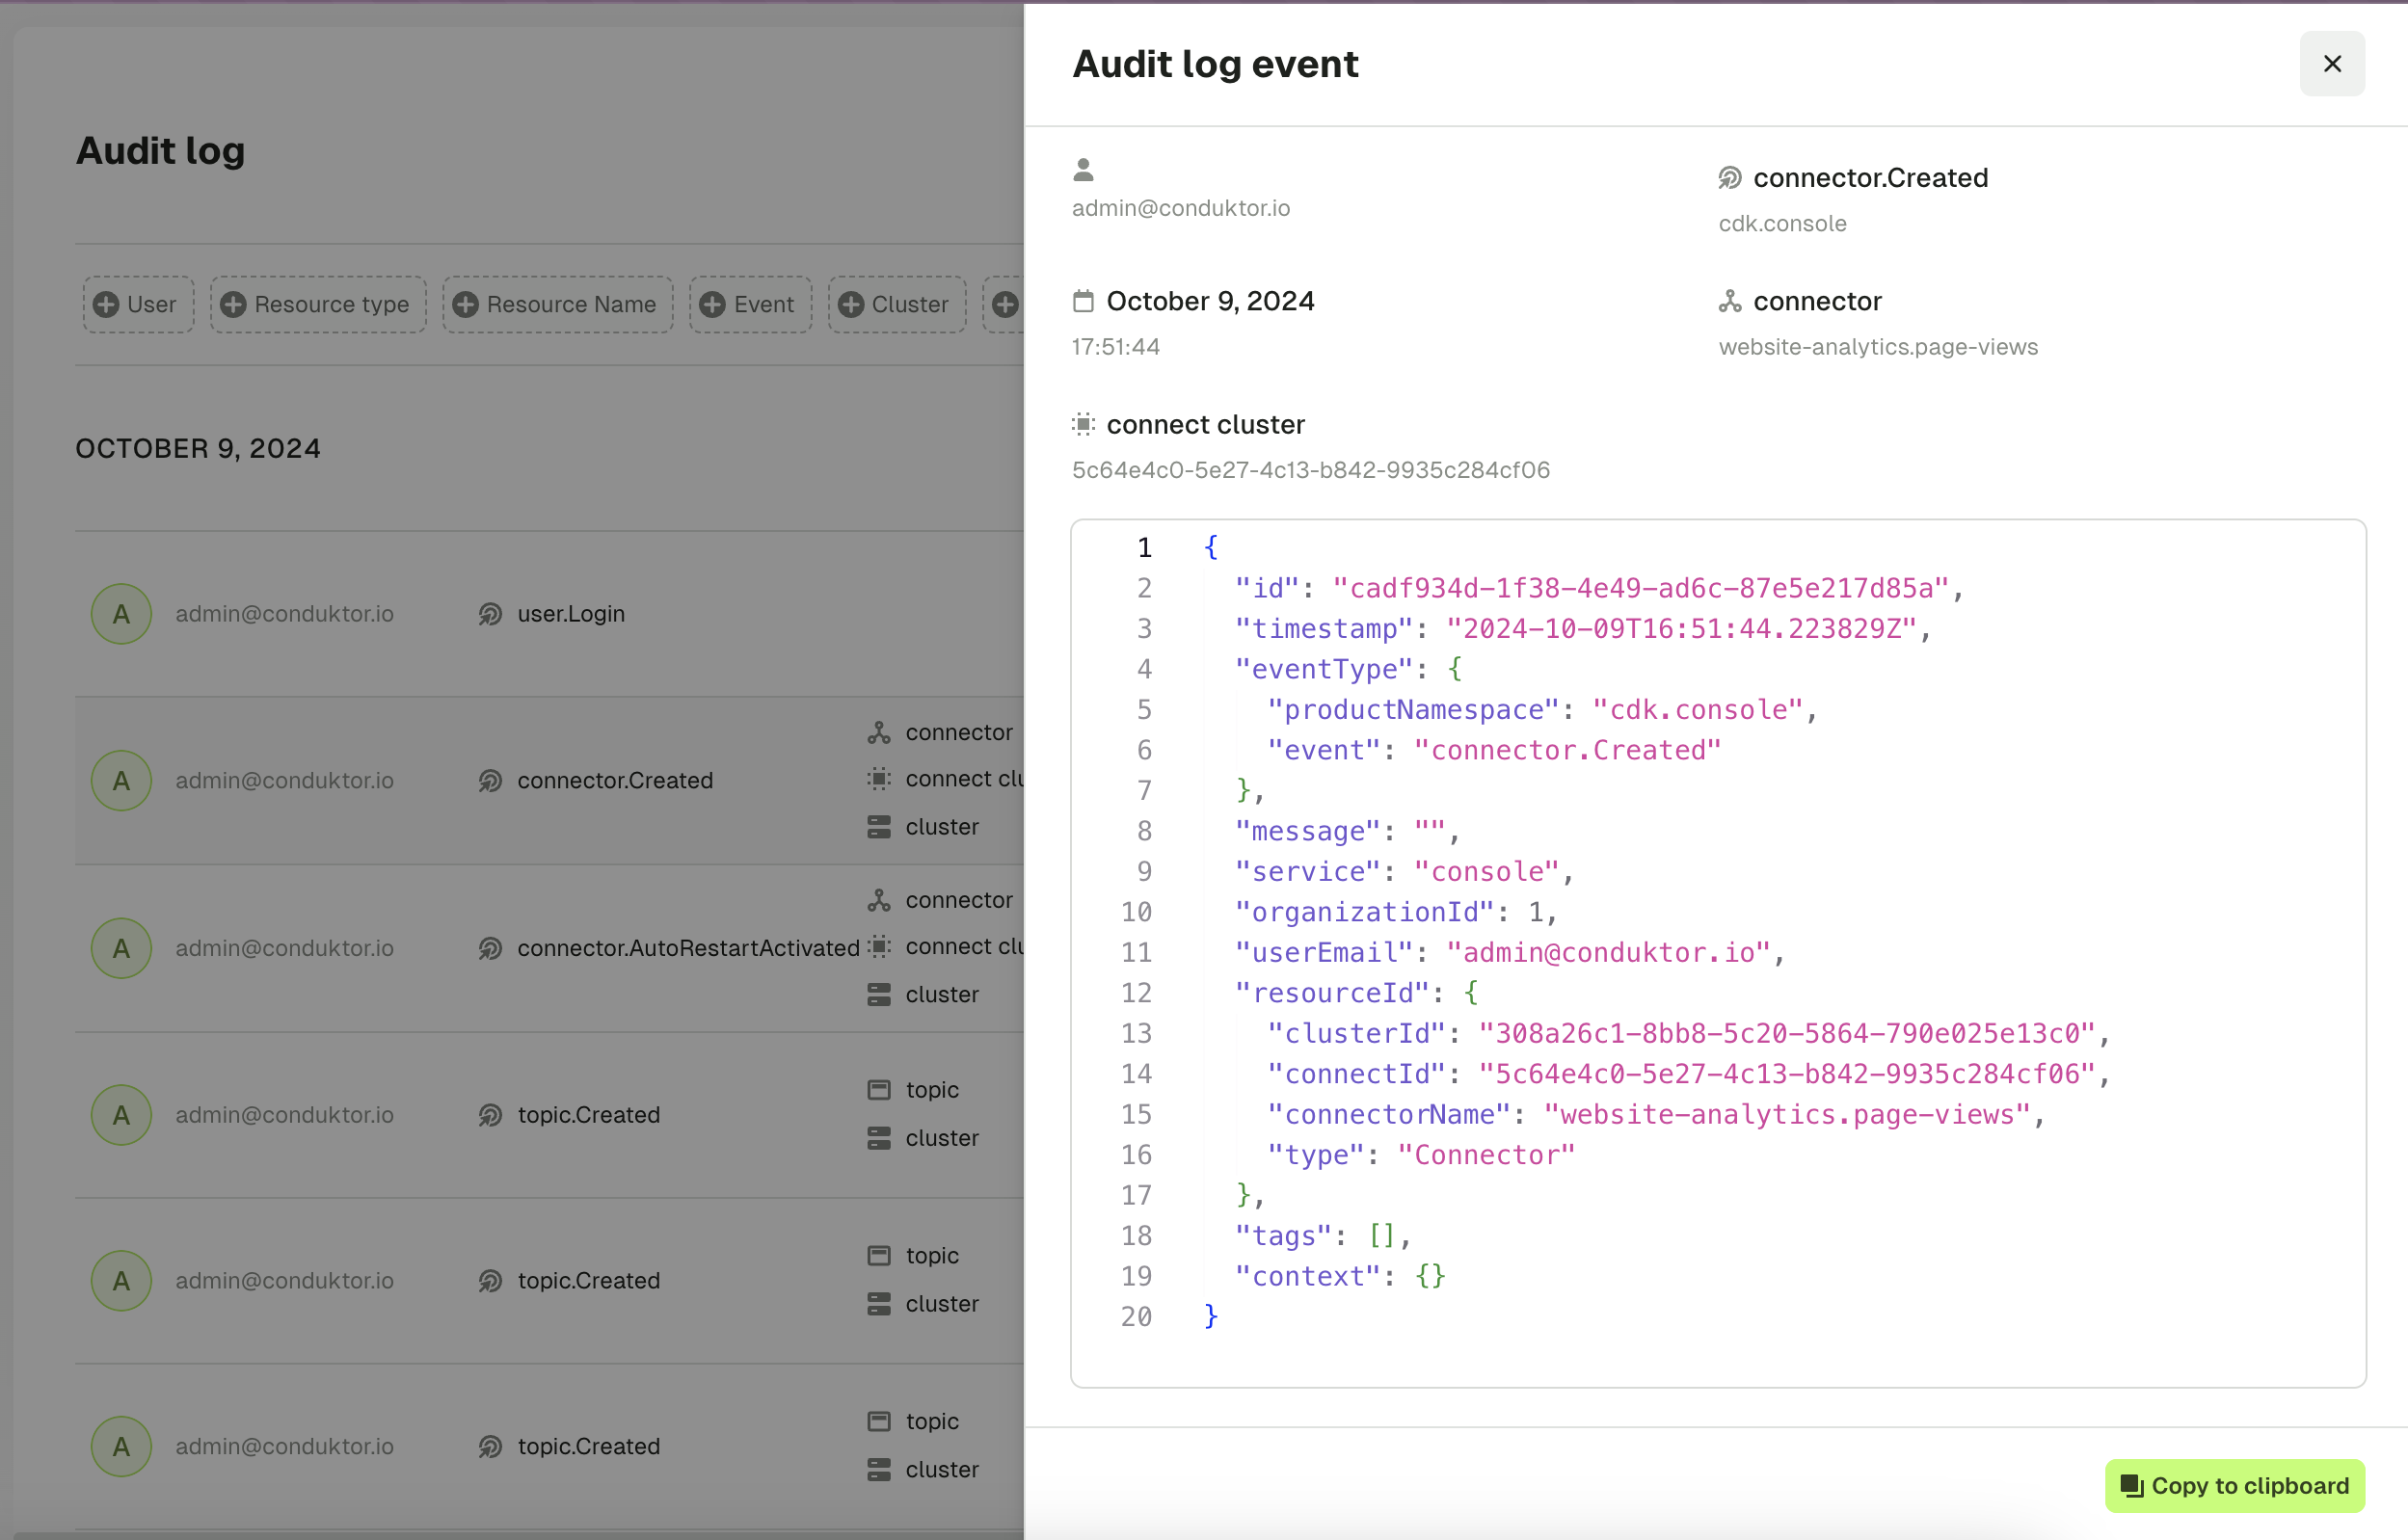 Audit log
User
Resource type
Resource Name
Event
Cluster
OCTOBER 9, 2024
A
admin@conduktor.io
user.Login
A
admin@conduktor.io
connector.Created
connector
connect clu
cluster
A
admin@conduktor.io
connector.AutoRestartActivated
connector
connect clu
cluster
A
admin@conduktor.io
topic.Created
topic
cluster
A
admin@conduktor.io
topic.Created
topic
cluster
A
admin@conduktor.io
topic.Created
topic
cluster
Audit log event
admin@conduktor.io
connector.Created
cdk.console
October 9, 2024
17:51:44
connector
website-analytics.page-views
connect cluster
5c64e4c0-5e27-4c13-b842-9935c284cf06
1 {
2 "id": "cadf934d-1f38-4e49-ad6c-87e5e217d85a",
3 "timestamp": "2024-10-09T16:51:44.223829Z",
4 "eventType": {
5 "productNamespace": "cdk.console",
6 "event": "connector.Created"
7 },
8 "message": "",
9 "service": "console",
10 "organizationId": 1,
11 "userEmail": "admin@conduktor.io",
12 "resourceId": {
13 "clusterId": "308a26c1-8bb8-5c20-5864-790e025e13c0",
14 "connectId": "5c64e4c0-5e27-4c13-b842-9935c284cf06",
15 "connectorName": "website-analytics.page-views",
16 "type": "Connector"
17 },
18 "tags": [],
19 "context": {}
20 }
Copy to clipboard